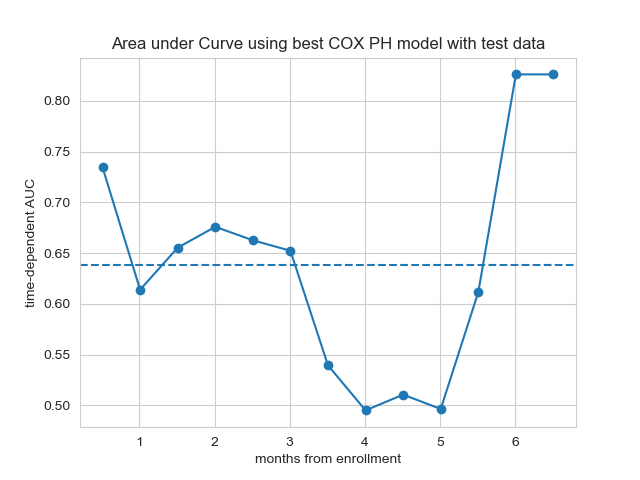 Area under Curve using best COX PH model with test data
time-dependent AUC
0.80
0.75
0.70
0.65
0.60
0.55
0.50
1 2 3 4 5 6
months from enrollment